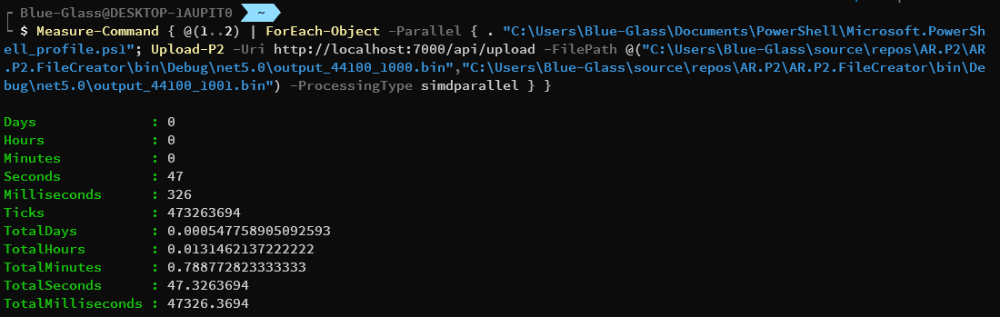 Blue-Glass@DESKTOP-1AUPIT0 ~
$ Measure-Command { @(1..2) | ForEach-Object -Parallel { . "C:\Users\Blue-Glass\Documents\PowerShell\Microsoft.PowerSh
ell_profile.ps1"; Upload-P2 -Uri http://localhost:7000/api/upload -FilePath @("C:\Users\Blue-Glass\source\repos\AR.P2\AR
.P2.FileCreator\bin\Debug\net5.0\output_44100_1000.bin","C:\Users\Blue-Glass\source\repos\AR.P2\AR.P2.FileCreator\bin\De
bug\net5.0\output_44100_1001.bin") -ProcessingType simdparallel } }
Days : 0
Hours : 0
Minutes : 0
Seconds : 47
Milliseconds : 326
Ticks : 473263694
TotalDays : 0.000547758905092593
TotalHours : 0.0131462137222222
TotalMinutes : 0.788772823333333
TotalSeconds : 47.3263694
TotalMilliseconds : 47326.3694